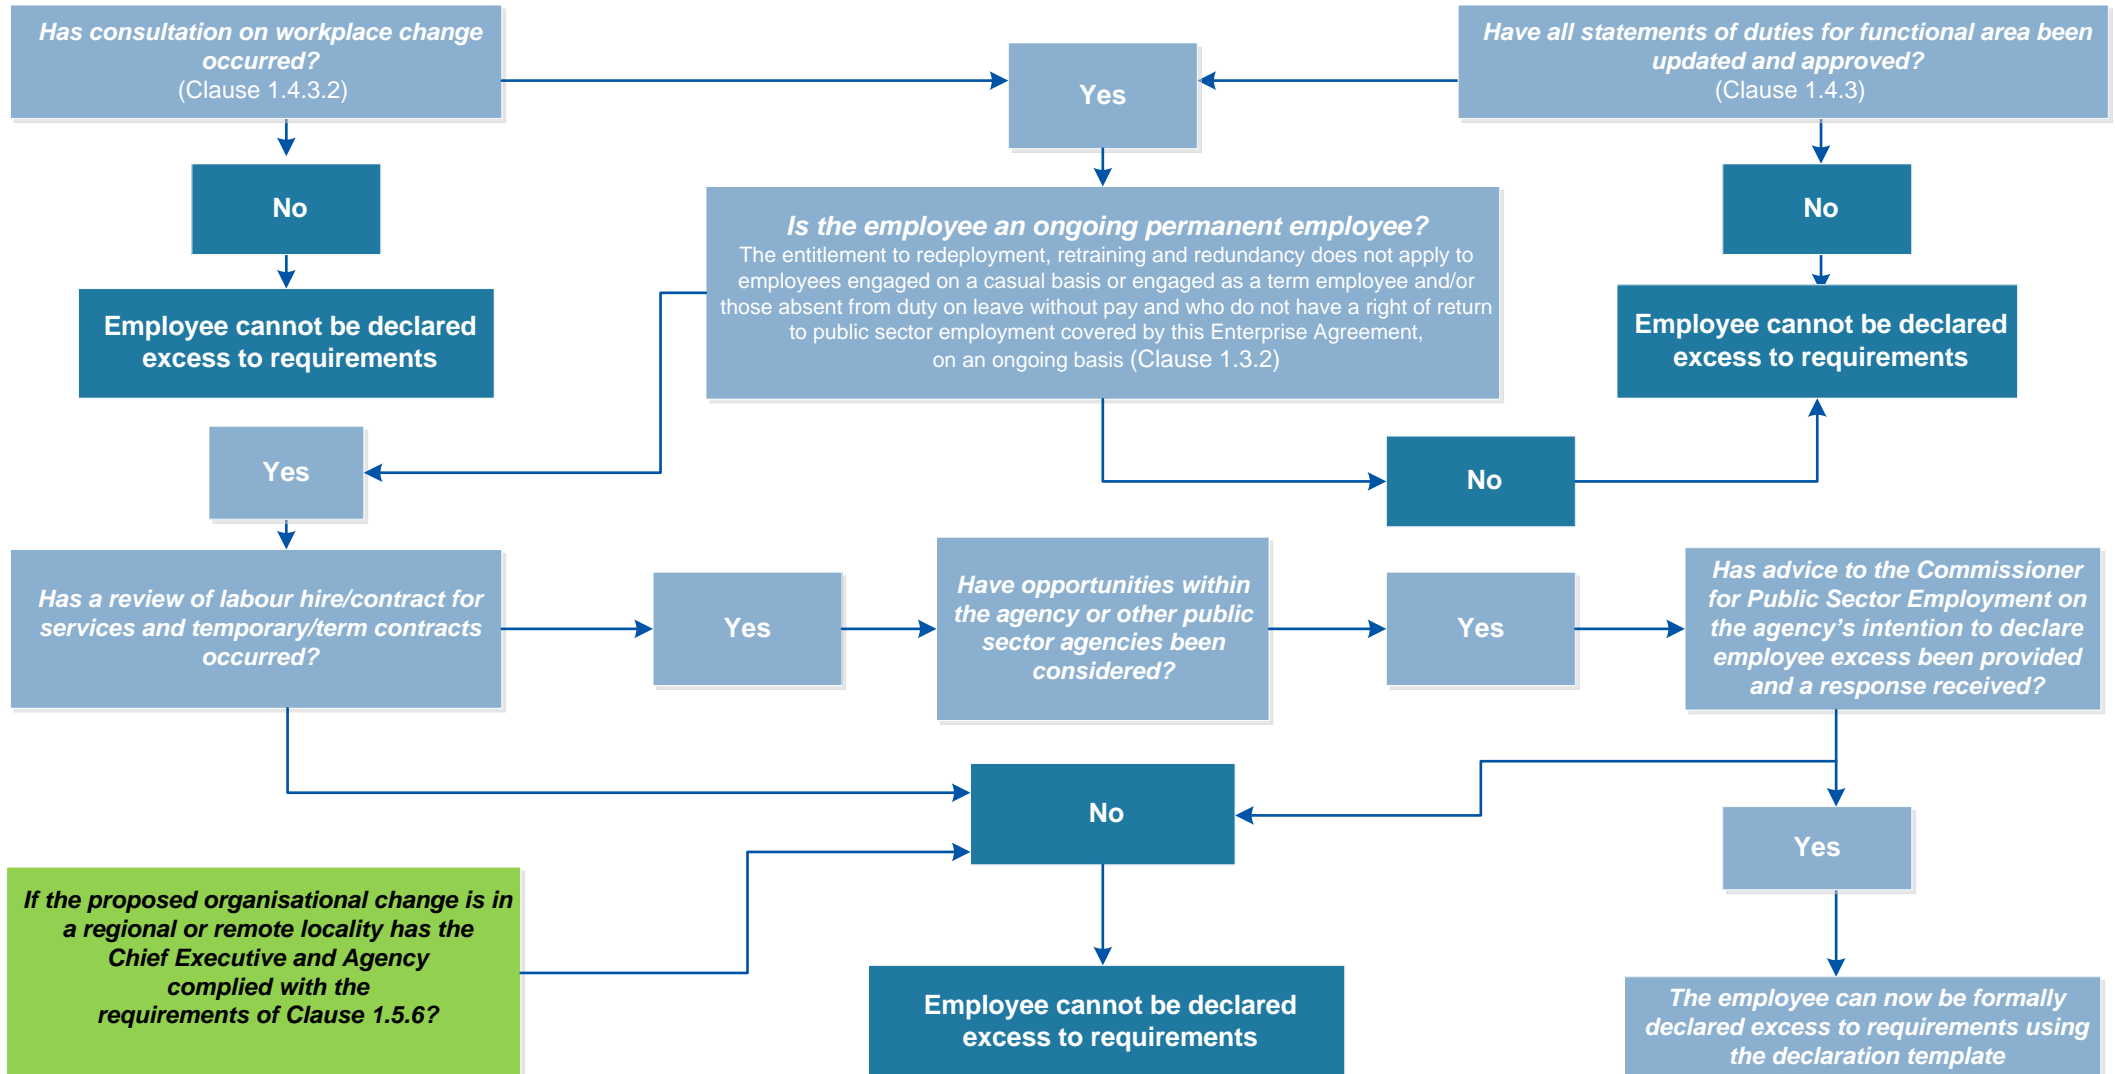 Has consultation on workplace change
occurred?
(Clause 1.4.3.2)
Yes
Have all statements of duties for functional area been
updated and approved?
(Clause 1.4.3)
No
Is the employee an ongoing permanent employee?
The entitlement to redeployment, retraining and redundancy does not apply to
employees engaged on a casual basis or engaged as a term employee and/or
those absent from duty on leave without pay and who do not have a right of return
to public sector employment covered by this Enterprise Agreement,
on an ongoing basis (Clause 1.3.2)
No
Employee cannot be declared
excess to requirements
Employee cannot be declared
excess to requirements
Yes
No
Has a review of labour hire/contract for
services and temporary/term contracts
occurred?
Yes
Have opportunities within
the agency or other public
sector agencies been
considered?
Yes
Has advice to the Commissioner
for Public Sector Employment on
the agency’s intention to declare
employee excess been provided
and a response received?
No
Yes
If the proposed organisational change is in
a regional or remote locality has the
Chief Executive and Agency
complied with the
requirements of Clause 1.5.6?
Employee cannot be declared
excess to requirements
The employee can now be formally
declared excess to requirements using
the declaration template